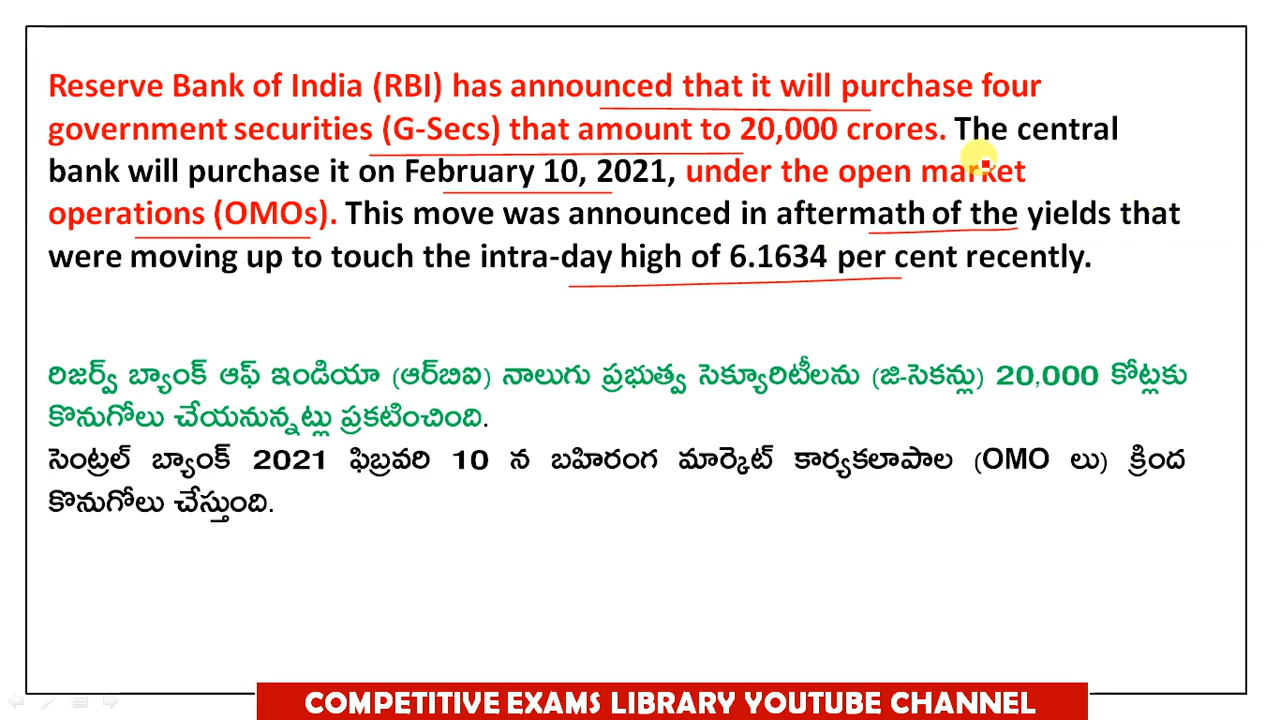 Reserve Bank of India (RBI) has announced that it will purchase four
government securities (G-Secs) that amount to 20,000 crores. The central
bank will purchase it on February 10, 2021, under the open market
operations (OMOs). This move was announced in aftermath of the yields that
were moving up to touch the intra-day high of 6.1634 per cent recently.
రిజర్వ్ బ్యాంక్ ఆఫ్ ఇండియా (ఆర్‌బిఐ) నాలుగు ప్రభుత్వ సెక్యూరిటీలను (జి-సెకన్లు) 20,000 కోట్లకు
కొనుగోలు చేయనున్నట్లు ప్రకటించింది.
సెంట్రల్ బ్యాంక్ 2021 ఫిబ్రవరి 10 న బహిరంగ మార్కెట్ కార్యకలాపాల (OMO లు) క్రింద
కొనుగోలు చేస్తుంది.
COMPETITIVE EXAMS LIBRARY YOUTUBE CHANNEL